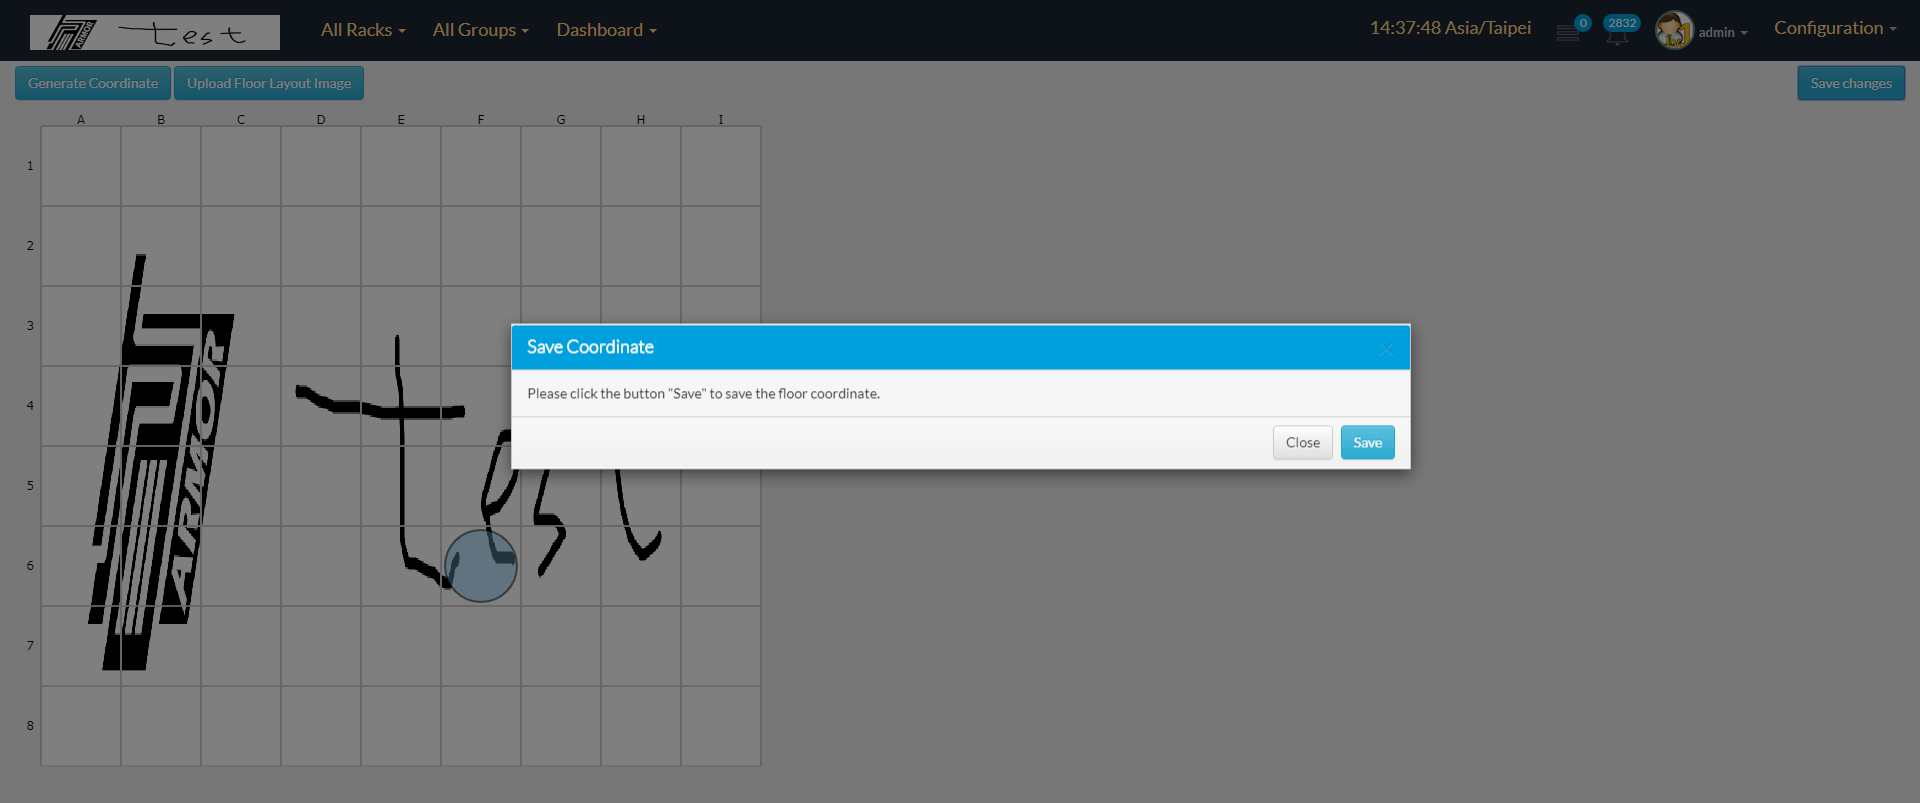 ARMOR test All Racks All Groups Dashboard 14:37:48 Asia/Taipei 0 2832 admin Configuration
Generate Coordinate Upload Floor Layout Image Save changes
A B C D E F G H I
1
2
3
4
5
6
7
8
ARMOR
Save Coordinate
Please click the button "Save" to save the floor coordinate.
Close Save